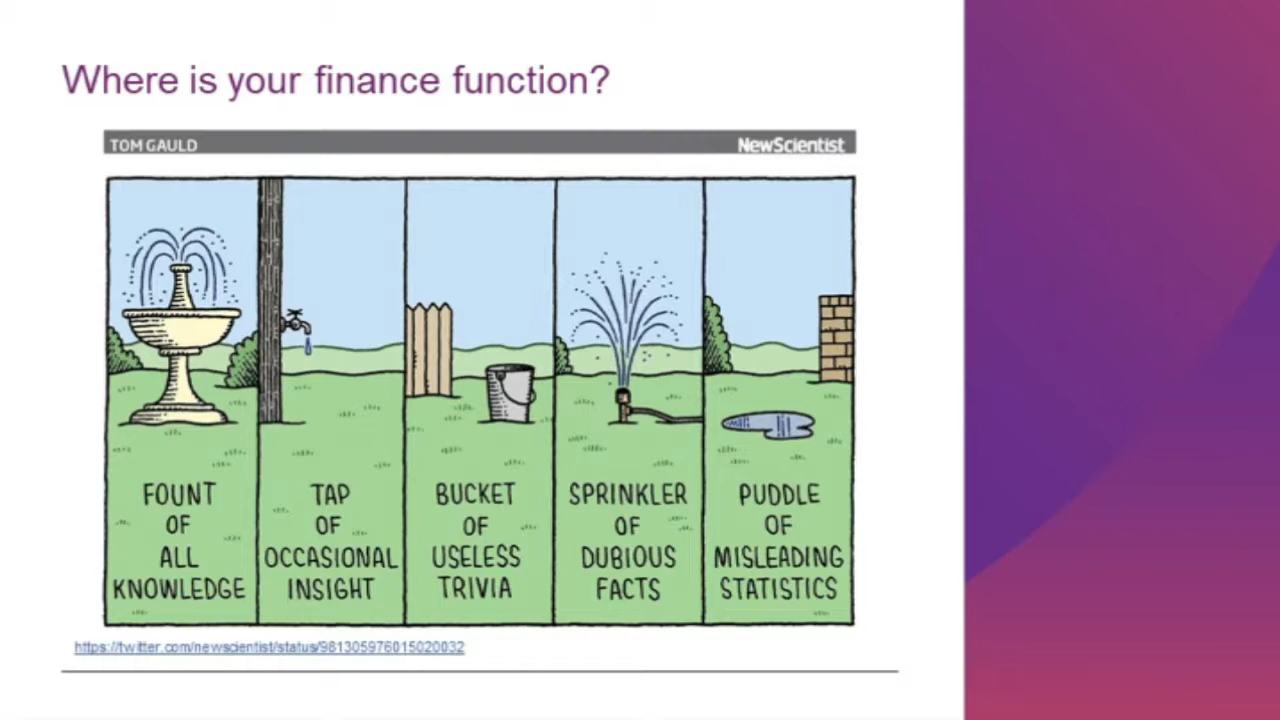 Where is your finance function?
TOM GAULD
NewScientist
FOUNT
OF
ALL
KNOWLEDGE
TAP
OF
OCCASIONAL
INSIGHT
BUCKET
OF
USELESS
TRIVIA
SPRINKLER
OF
DUBIOUS
FACTS
PUDDLE
OF
MISLEADING
STATISTICS
https://twitter.com/newscientist/status/981305976015020032